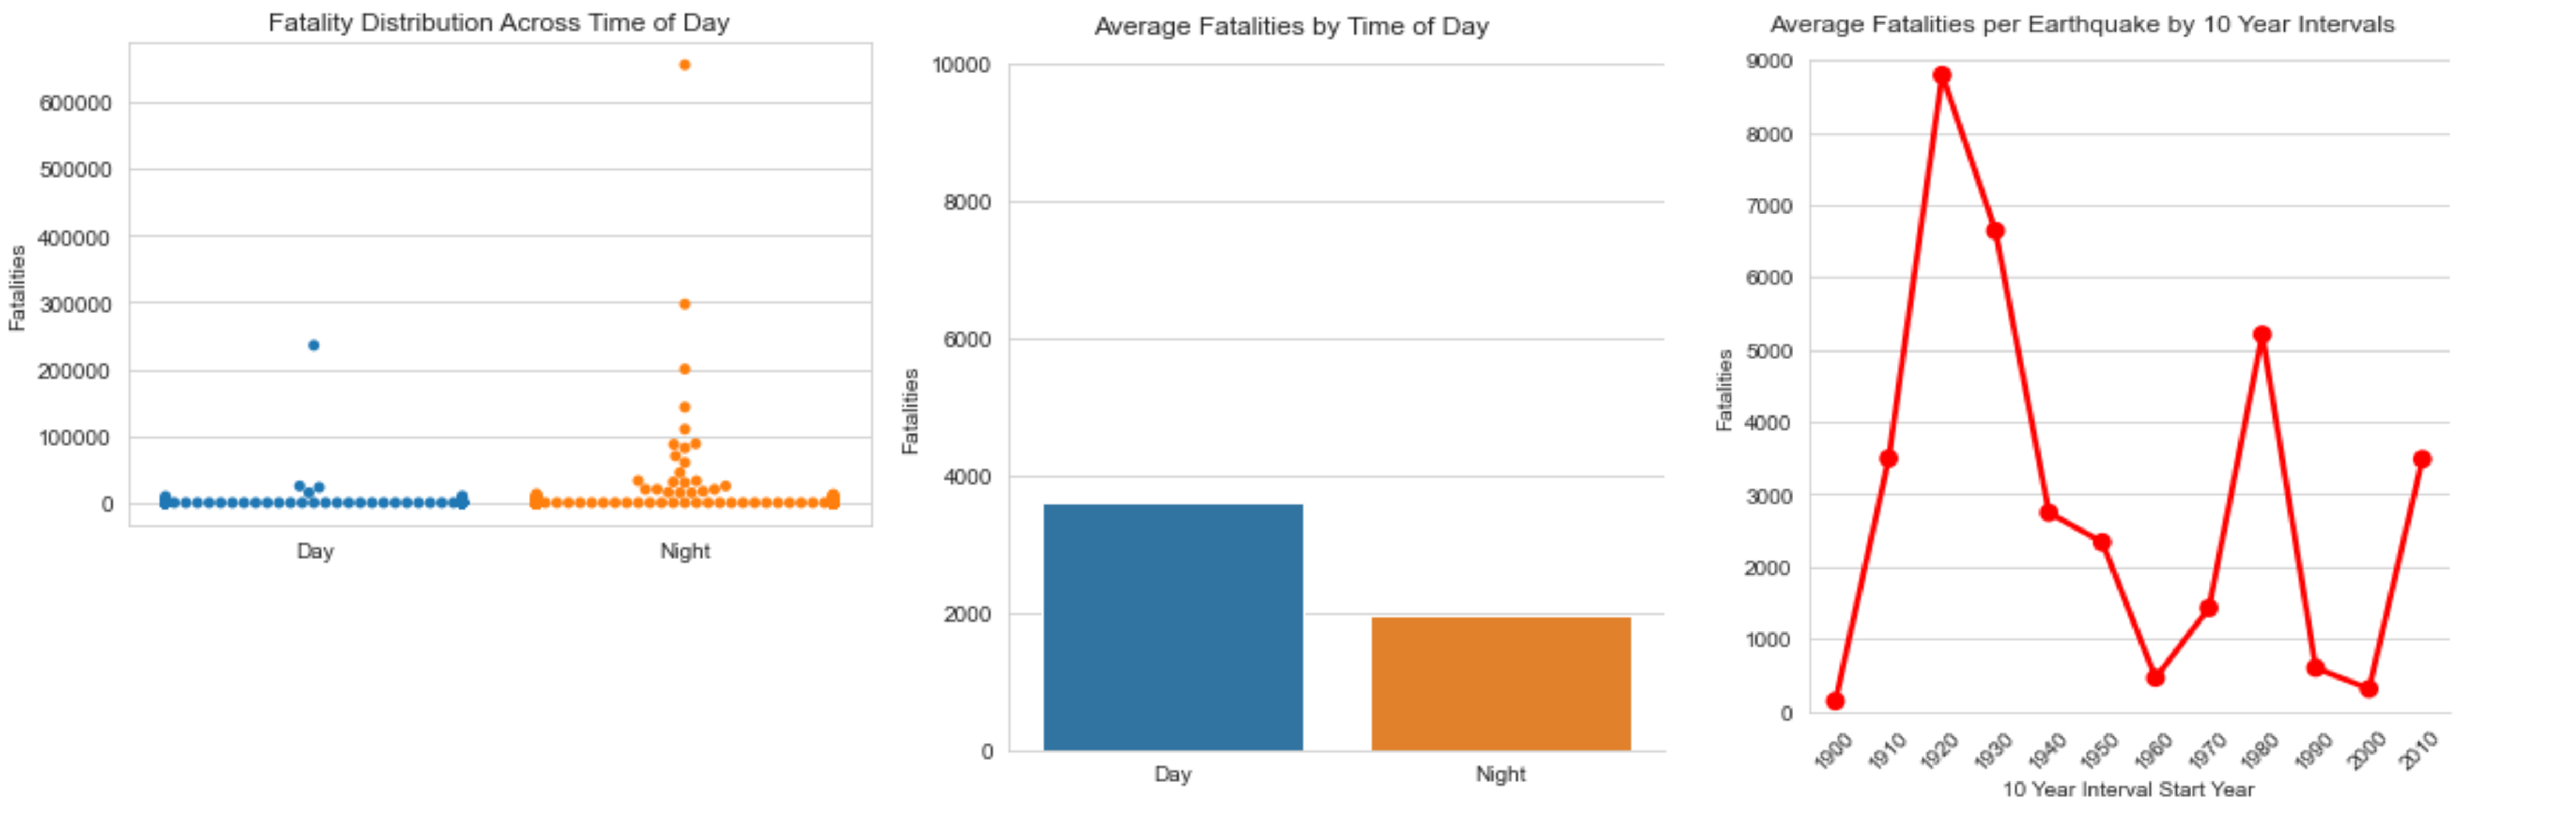 Fatality Distribution Across Time of Day
600000
500000
400000
300000
200000
100000
0
Fatalities
Day Night
Average Fatalities by Time of Day
10000
8000
6000
4000
2000
0
Fatalities
Day Night
Average Fatalities per Earthquake by 10 Year Intervals
9000
8000
7000
6000
5000
4000
3000
2000
1000
0
Fatalities
1900 1910 1920 1930 1940 1950 1960 1970 1980 1990 2000 2010
10 Year Interval Start Year